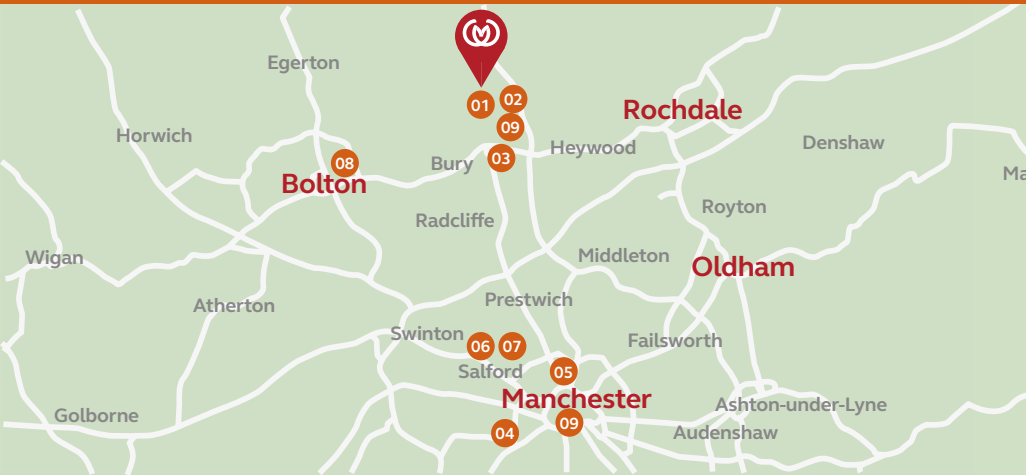 Egerton
01
02
Rochdale
09
Horwich
Denshaw
Heywood
08
Bury
03
Bolton
Ma
Royton
Radcliffe
Wigan
Middleton
Oldham
Prestwich
Atherton
Swinton
06
07
Failsworth
Salford
05
Manchester
Ashton-under-Lyne
Golborne
09
04
Audenshaw